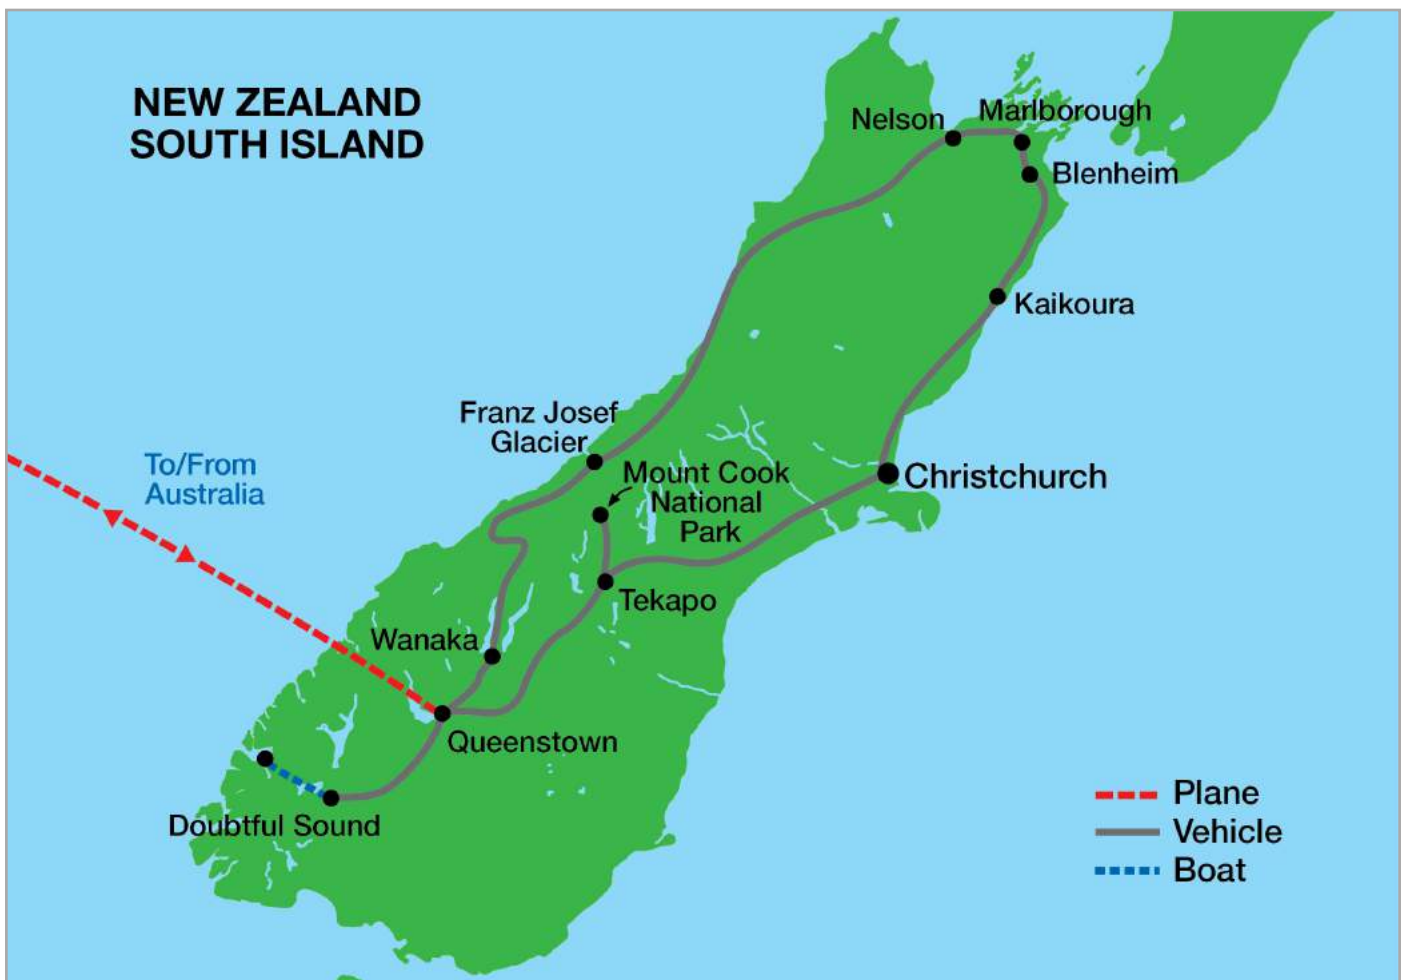 NEW ZEALAND
SOUTH ISLAND
Nelson
Marlborough
Blenheim
Kaikoura
Franz Josef
Glacier
Mount Cook
National
Park
Christchurch
To/From
Australia
Tekapo
Wanaka
Queenstown
Doubtful Sound
Plane
Vehicle
Boat